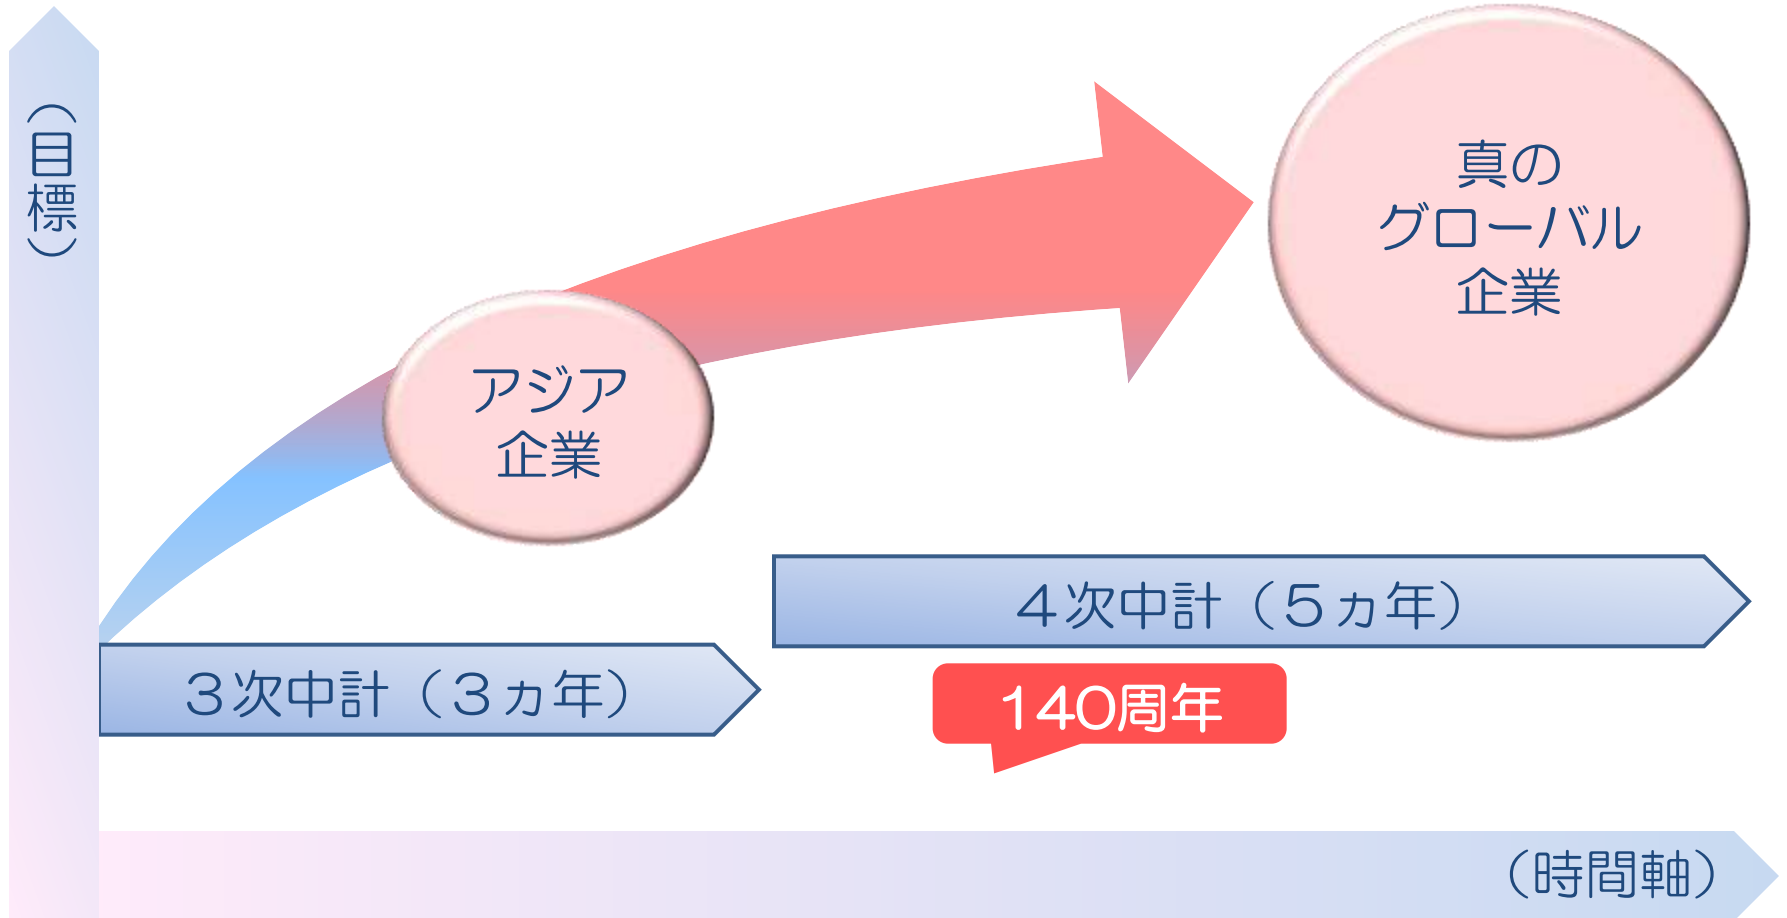 （目標）
真の
グローバル
企業
アジア
企業
４次中計（５ヵ年）
３次中計（３ヵ年）
140周年
（時間軸）